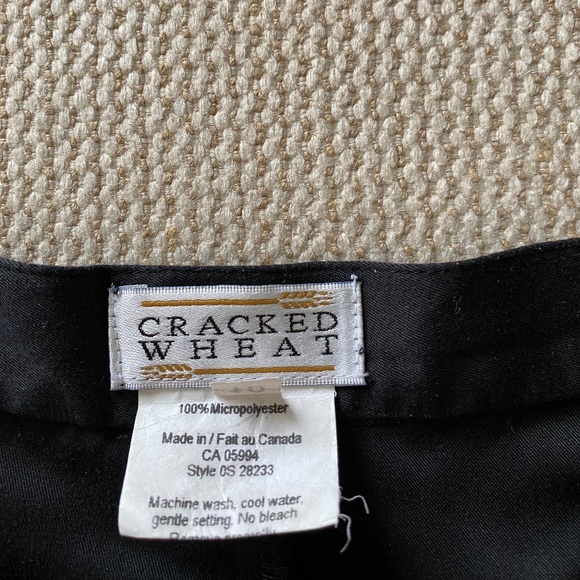 CRACKED
WHEAT
100% Micropolyester
Made in / Fait au Canada
CA 05994
Style 0S 28233
Machine wash, cool water,
gentle setting. No bleach